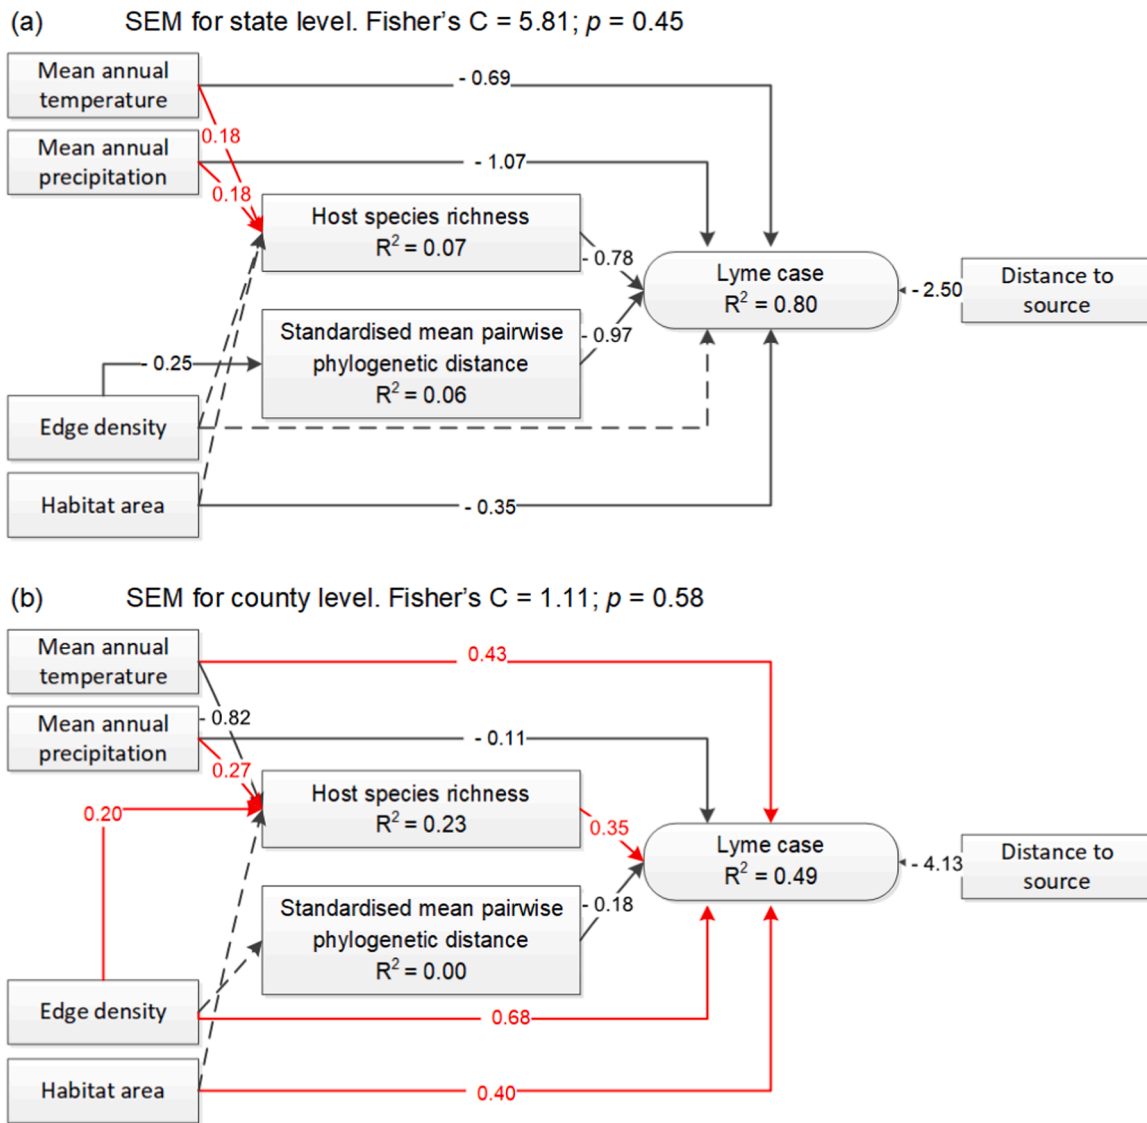 (a) SEM for state level. Fisher’s C = 5.81; p = 0.45
Mean annual
temperature
- 0.69
0.18
Mean annual
precipitation
- 1.07
0.18
Host species richness
R² = 0.07
- 0.78
Lyme case
R² = 0.80
- 2.50
Distance to
source
Standardised mean pairwise
phylogenetic distance
R² = 0.06
- 0.97
- 0.25
Edge density
Habitat area
- 0.35
(b) SEM for county level. Fisher’s C = 1.11; p = 0.58
Mean annual
temperature
0.43
- 0.82
Mean annual
precipitation
- 0.11
0.27
0.20
Host species richness
R² = 0.23
0.35
Lyme case
R² = 0.49
- 4.13
Distance to
source
Standardised mean pairwise
phylogenetic distance
R² = 0.00
- 0.18
Edge density
0.68
Habitat area
0.40